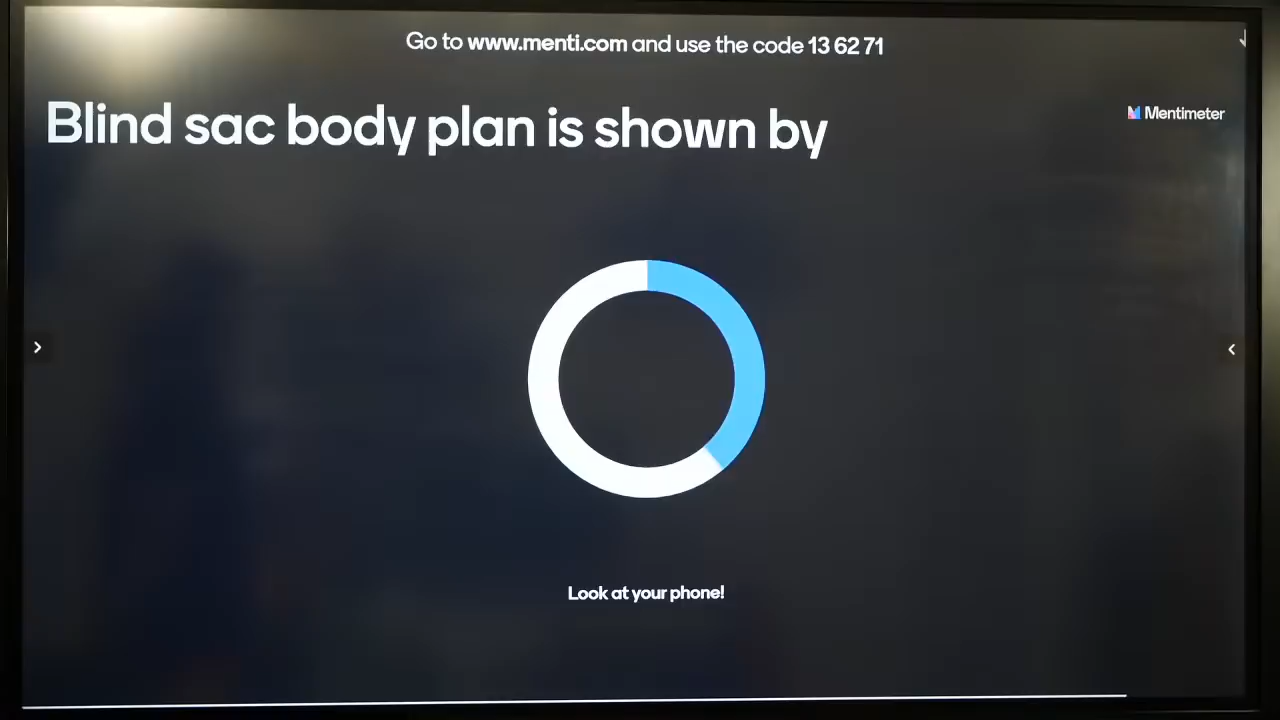 Go to www.menti.com and use the code 13 62 71
Blind sac body plan is shown by
Mentimeter
Look at your phone!